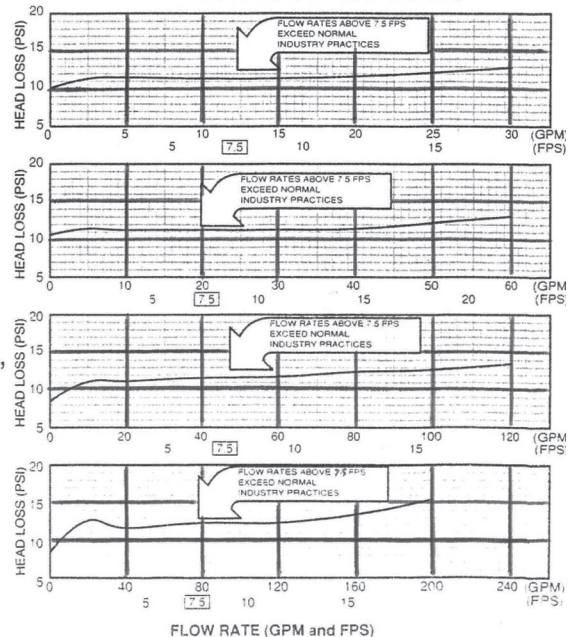 20
FLOW RATES ABOVE 7.5 FPS
EXCEED NORMAL
INDUSTRY PRACTICES
15
10
5
HEAD LOSS (PSI)
0 5 10 15 20 25 30 (GPM)
5 7.5 10 15 (FPS)
20
FLOW RATES ABOVE 7.5 FPS
EXCEED NORMAL
INDUSTRY PRACTICES
15
10
5
HEAD LOSS (PSI)
0 10 20 30 40 50 60 (GPM
5 7.5 10 15 20 (FPS
20
FLOW RATES ABOVE 7.5 FPS
EXCEED NORMAL
INDUSTRY PRACTICES
15
10
5
HEAD LOSS (PSI)
0 20 40 60 80 100 120 (GPM
5 7.5 10 15 (FPS
20
FLOW RATES ABOVE 7.5 FPS
EXCEED NORMAL
INDUSTRY PRACTICES
15
10
5
HEAD LOSS (PSI)
0 40 80 120 160 200 240 (GPM)
5 7.5 10 15 (FPS)
FLOW RATE (GPM and FPS)